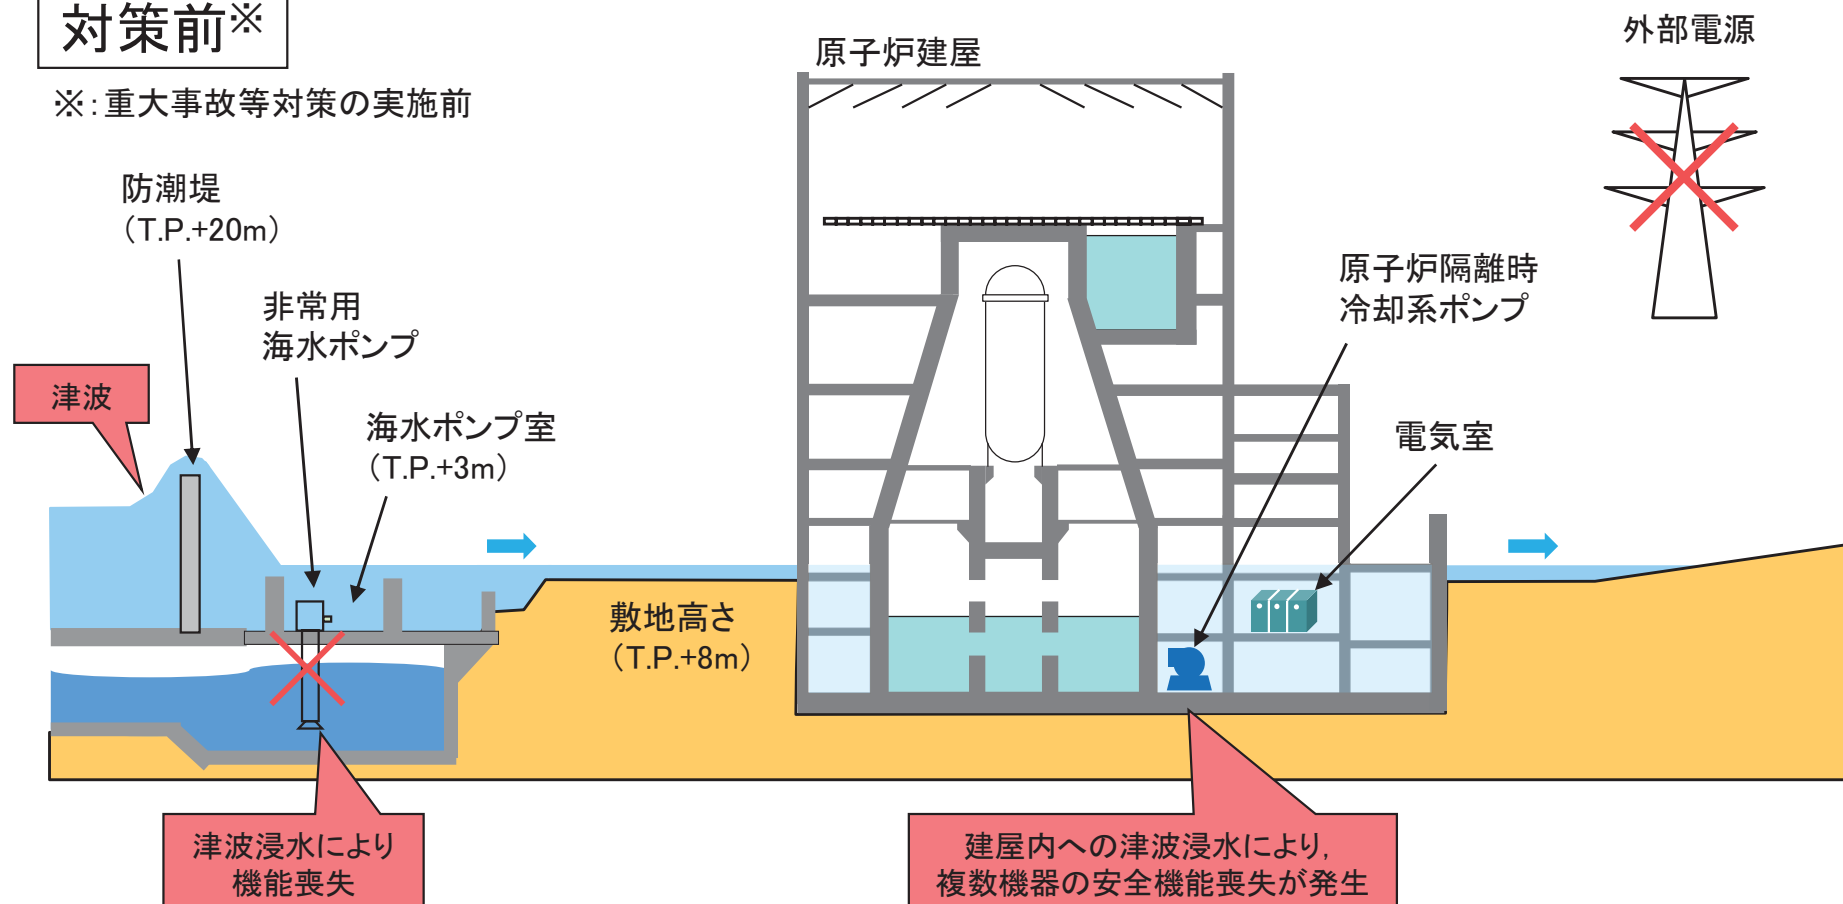 対策前※
※:重大事故等対策の実施前
原子炉建屋
外部電源
防潮堤
(T.P.+20m)
非常用
海水ポンプ
原子炉隔離時
冷却系ポンプ
津波
海水ポンプ室
(T.P.+3m)
電気室
敷地高さ
(T.P.+8m)
津波浸水により
機能喪失
建屋内への津波浸水により,
複数機器の安全機能喪失が発生